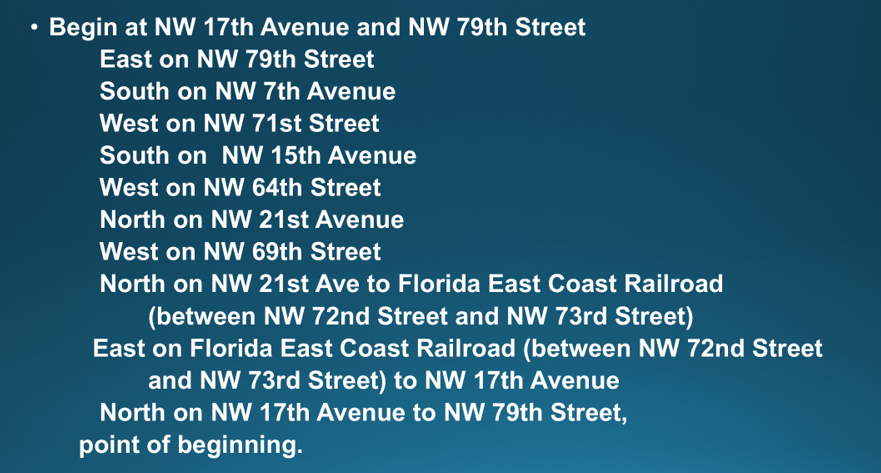 • Begin at NW 17th Avenue and NW 79th Street
East on NW 79th Street
South on NW 7th Avenue
West on NW 71st Street
South on NW 15th Avenue
West on NW 64th Street
North on NW 21st Avenue
West on NW 69th Street
North on NW 21st Ave to Florida East Coast Railroad
(between NW 72nd Street and NW 73rd Street)
East on Florida East Coast Railroad (between NW 72nd Street
and NW 73rd Street) to NW 17th Avenue
North on NW 17th Avenue to NW 79th Street,
point of beginning.